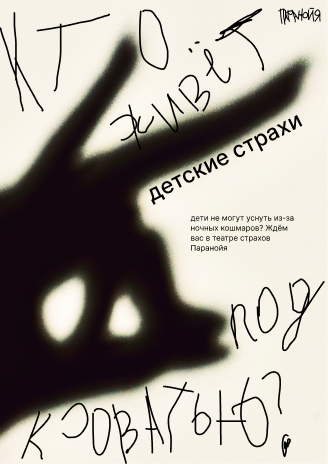 ПАРАНОЙЯ
КТО
живёт
детские страхи
дети не могут уснуть из-за
ночных кошмаров? Ждём
вас в театре страхов
Паранойя
под
КРОВАТЬЮ?